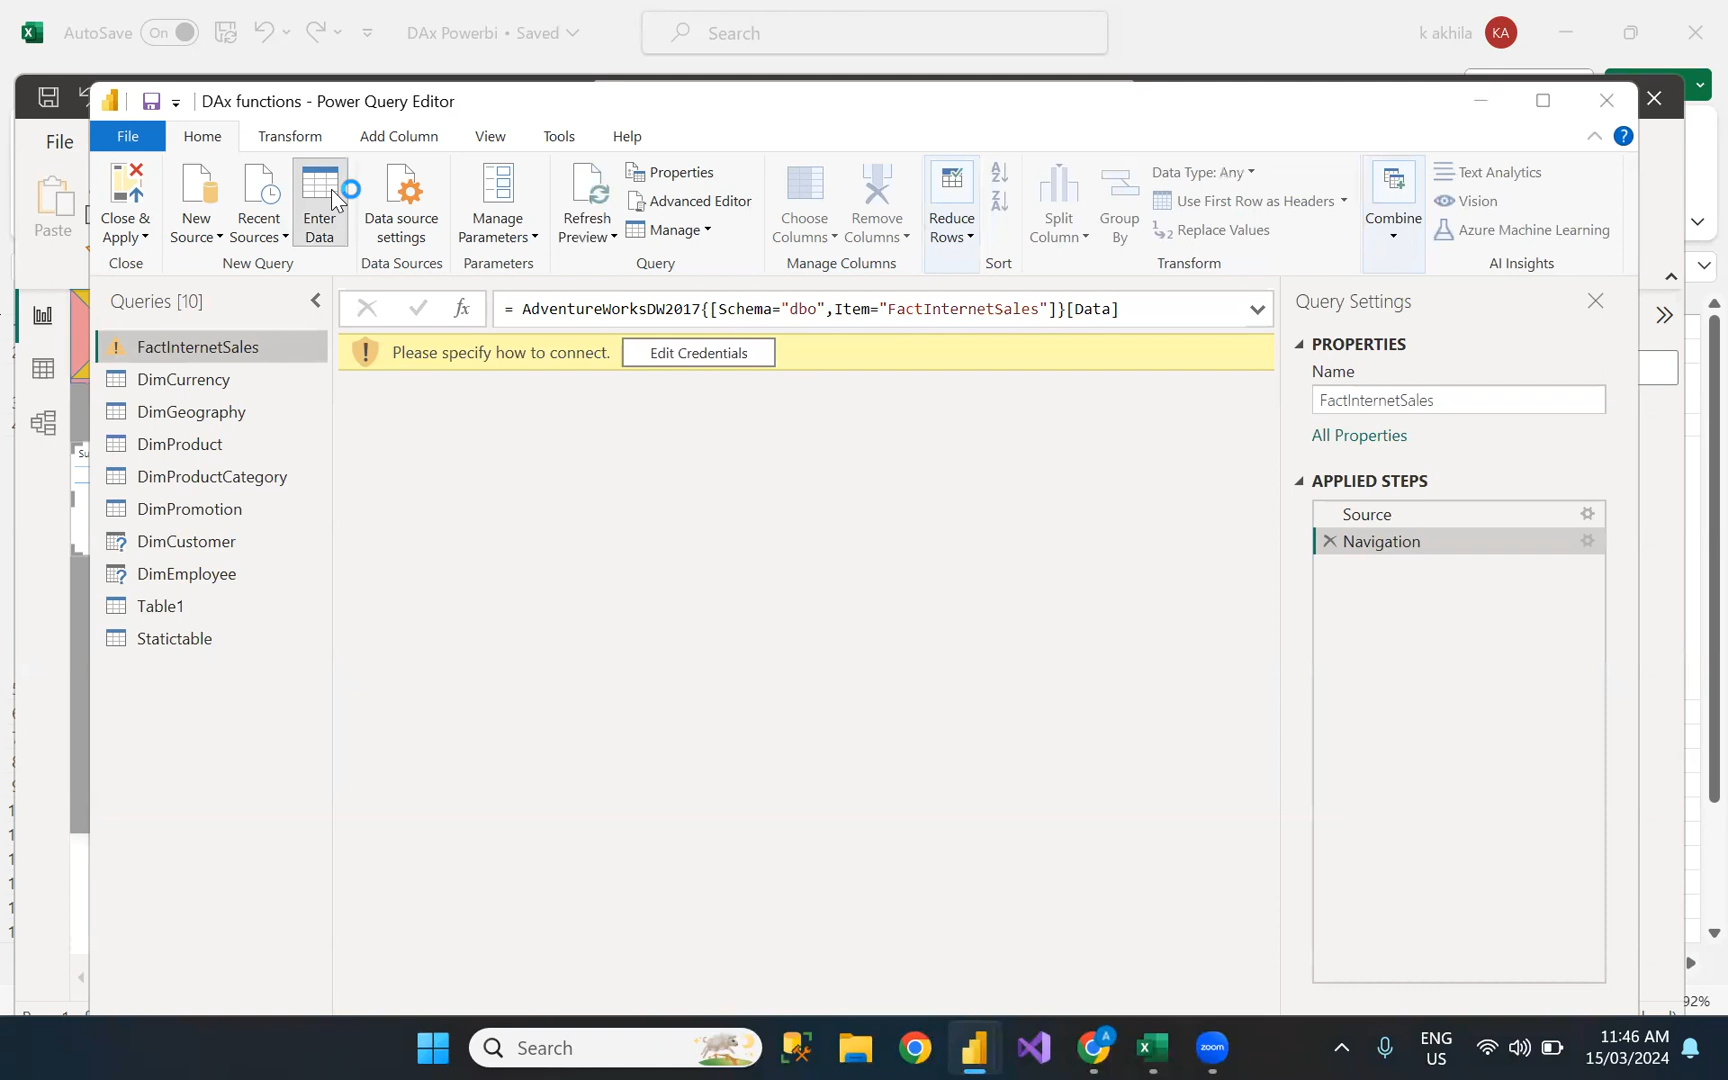 AutoSave On DAx Powerbi • Saved Search k akhila KA
DAx functions - Power Query Editor
File
File Home Transform Add Column View Tools Help
Paste
Close & Apply
New Source
Recent Sources
Enter Data
Data source settings
Manage Parameters
Refresh Preview
Properties
Advanced Editor
Manage
Choose Columns
Remove Columns
Reduce Rows
Split Column
Group By
Data Type: Any
Use First Row as Headers
Replace Values
Combine
Text Analytics
Vision
Azure Machine Learning
Close New Query Data Sources Parameters Query Manage Columns Sort Transform AI Insights
Queries [10]
FactInternetSales
DimCurrency
DimGeography
DimProduct
DimProductCategory
DimPromotion
DimCustomer
DimEmployee
Table1
Statictable
fx = AdventureWorksDW2017{[Schema="dbo",Item="FactInternetSales"]}[Data]
Please specify how to connect. Edit Credentials
Query Settings
PROPERTIES
Name
FactInternetSales
All Properties
APPLIED STEPS
Source
Navigation
92%
Search
zoom
ENG
US
11:46 AM
15/03/2024